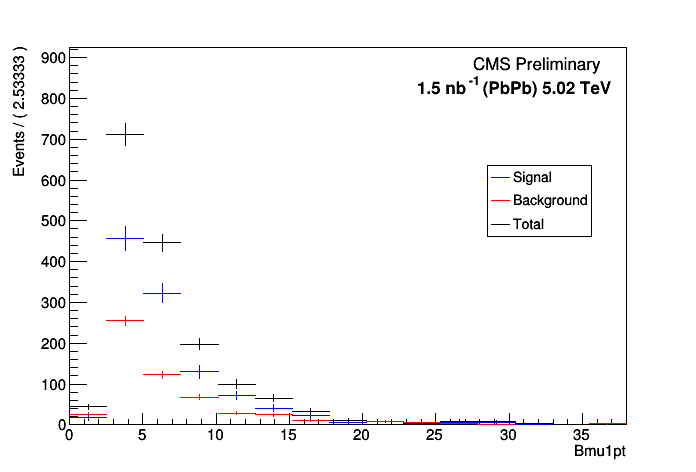 CMS Preliminary
1.5 nb-1 (PbPb) 5.02 TeV
Events / ( 2.53333 )
900
800
700
600
500
400
300
200
100
0
Signal
Background
Total
0 5 10 15 20 25 30 35
Bmu1pt